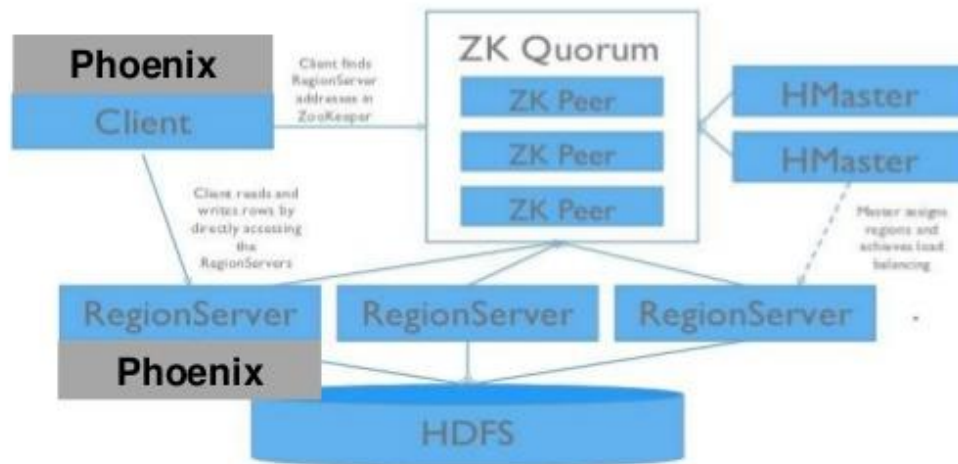 Phoenix
Client
Client finds
RegionServer
addresses in
ZooKeeper
ZK Quorum
ZK Peer
ZK Peer
ZK Peer
HMaster
HMaster
Client reads and
writes rows by
directly accessing
the
RegionServers
Master assigns
regions and
achieves load
balancing
RegionServer
RegionServer
RegionServer
Phoenix
HDFS